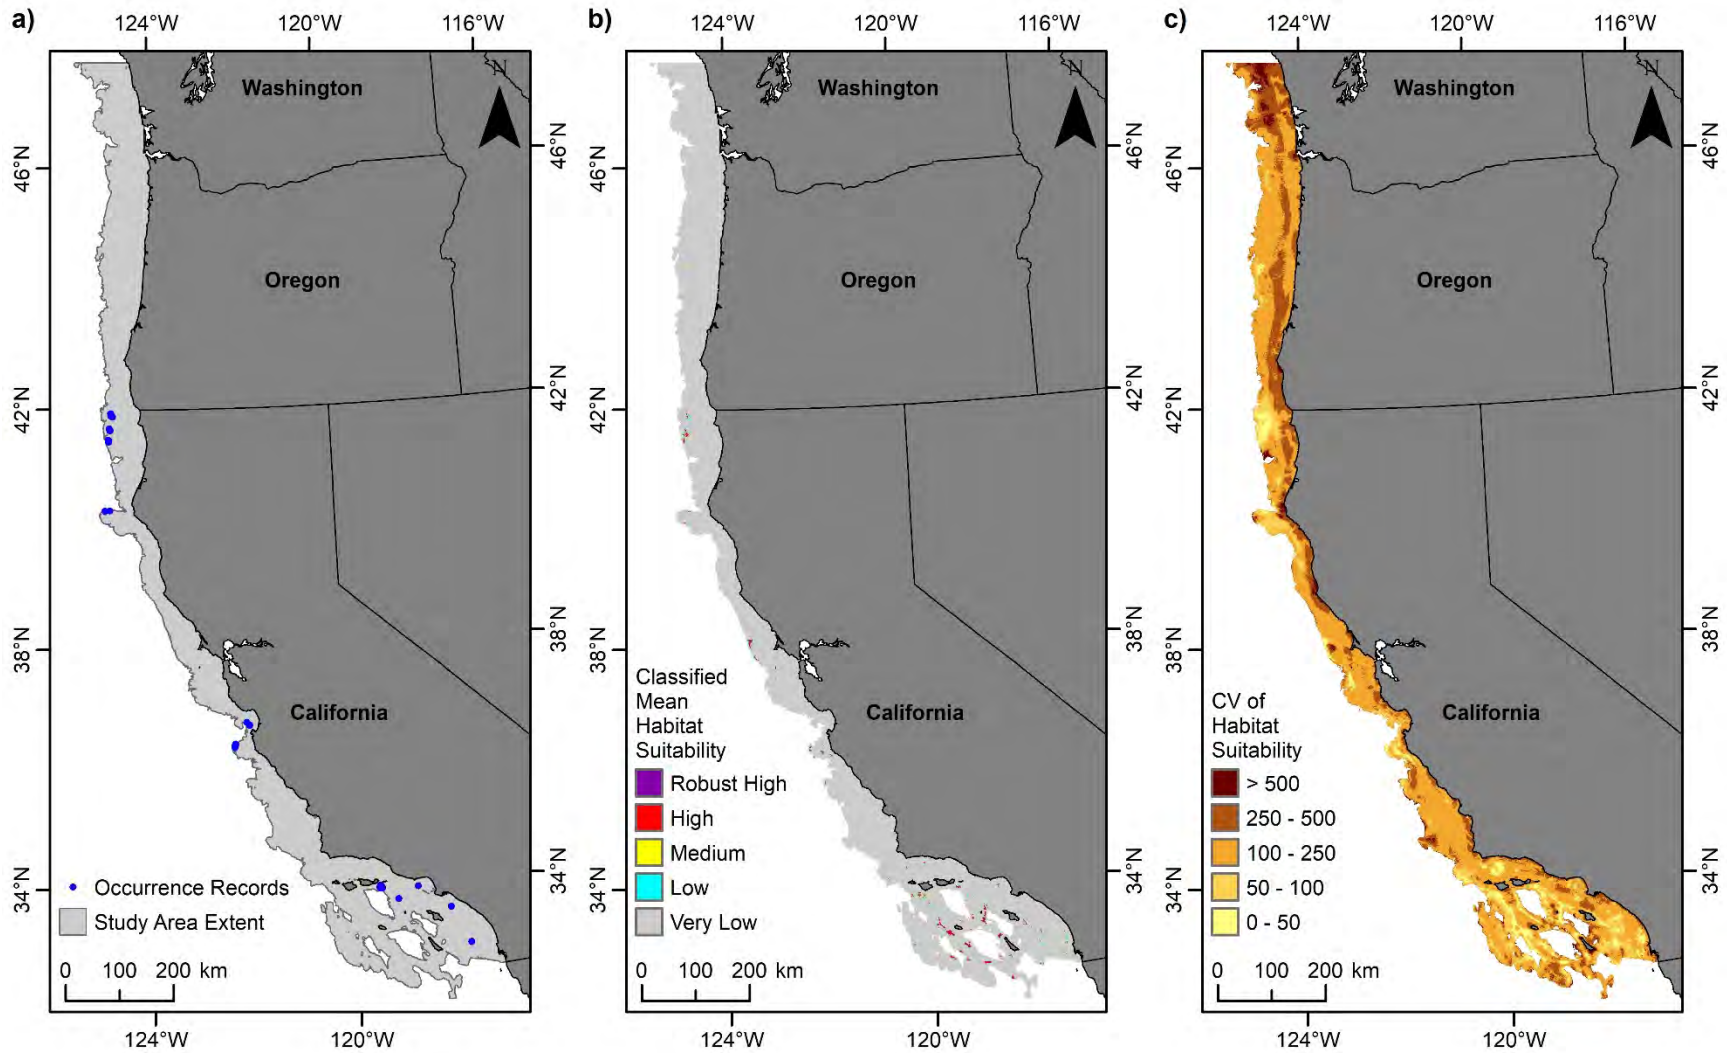 a)
124°W 120°W 116°W
N
Washington
46°N
46°N
Oregon
42°N
42°N
38°N
38°N
California
34°N
34°N
Occurrence Records
Study Area Extent
0 100 200 km
124°W 120°W
b)
124°W 120°W 116°W
N
Washington
46°N
46°N
Oregon
42°N
42°N
38°N
38°N
Classified
Mean
Habitat
Suitability
California
Robust High
High
Medium
Low
Very Low
34°N
34°N
0 100 200 km
124°W 120°W
c)
124°W 120°W 116°W
N
Washington
46°N
46°N
Oregon
42°N
42°N
38°N
38°N
CV of
Habitat
Suitability
California
> 500
250 - 500
100 - 250
50 - 100
0 - 50
34°N
34°N
0 100 200 km
124°W 120°W